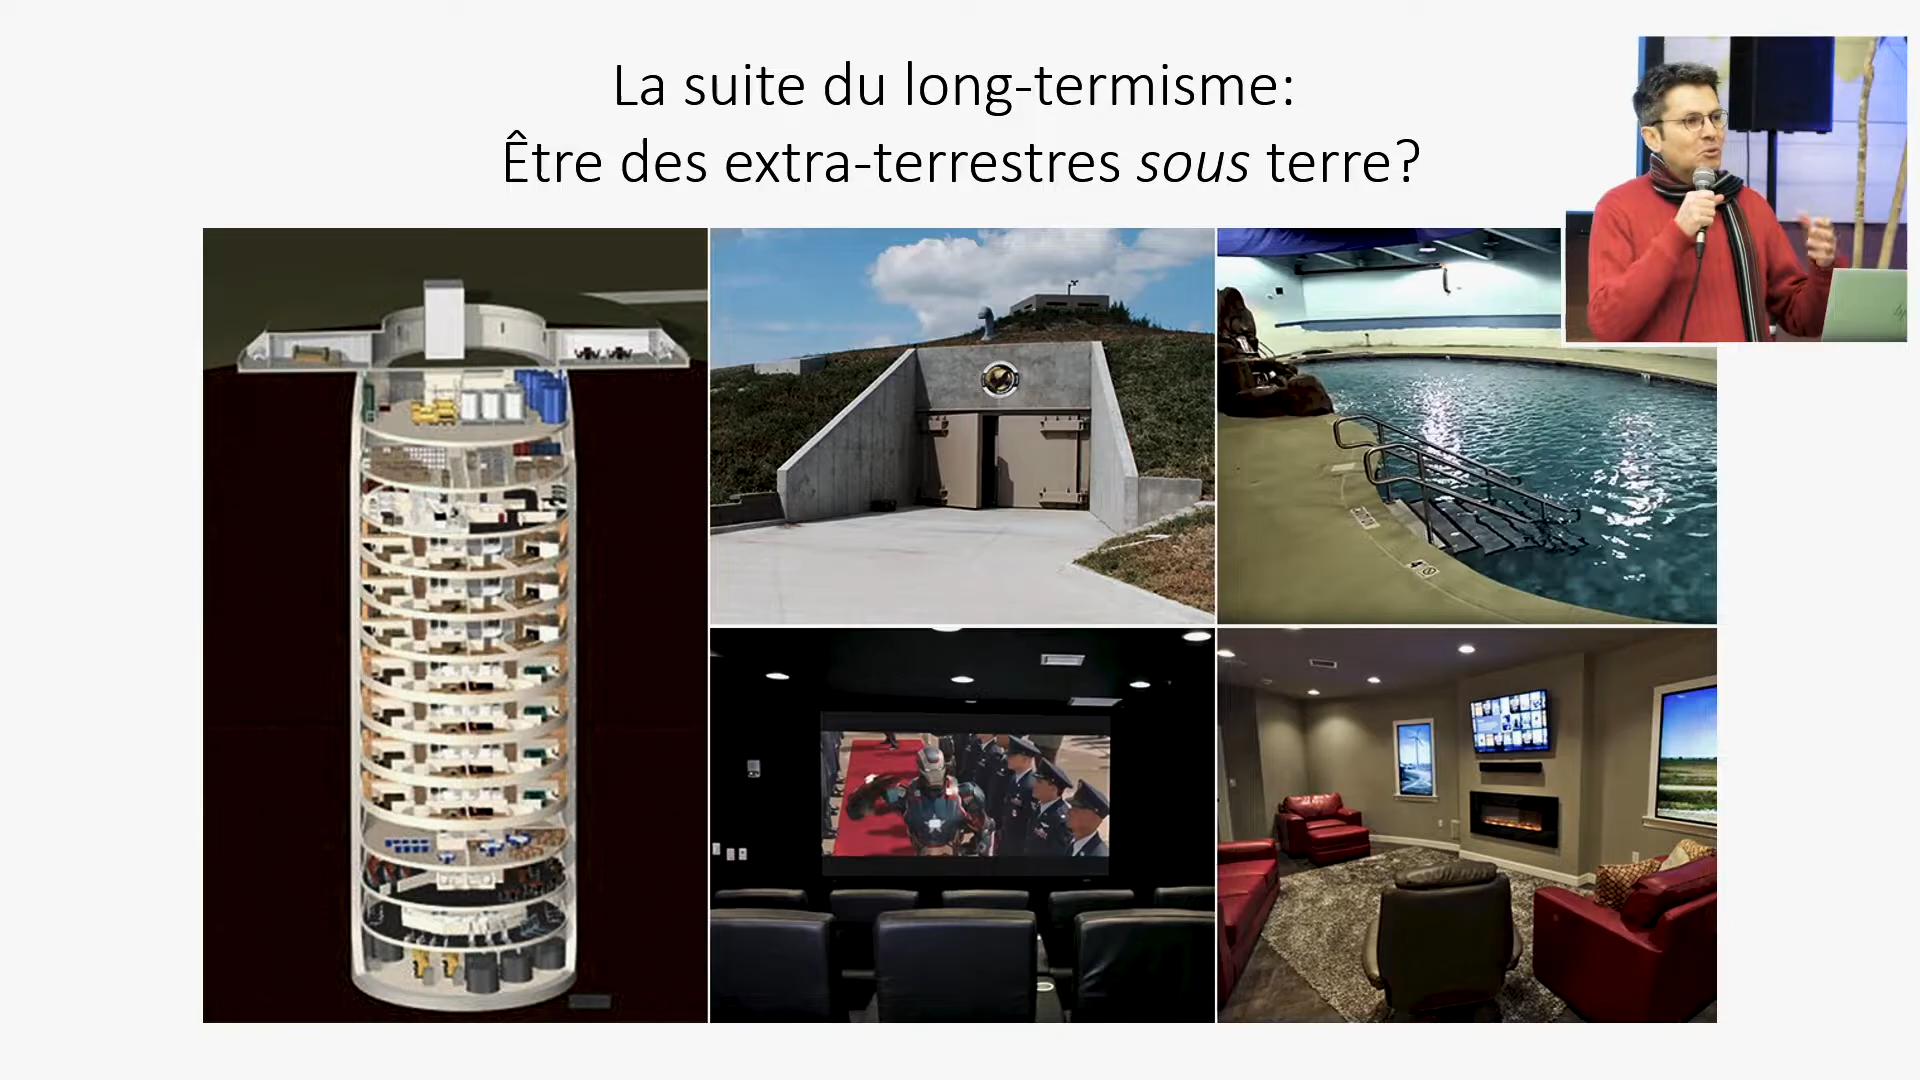 La suite du long-termisme:
Être des extra-terrestres sous terre?